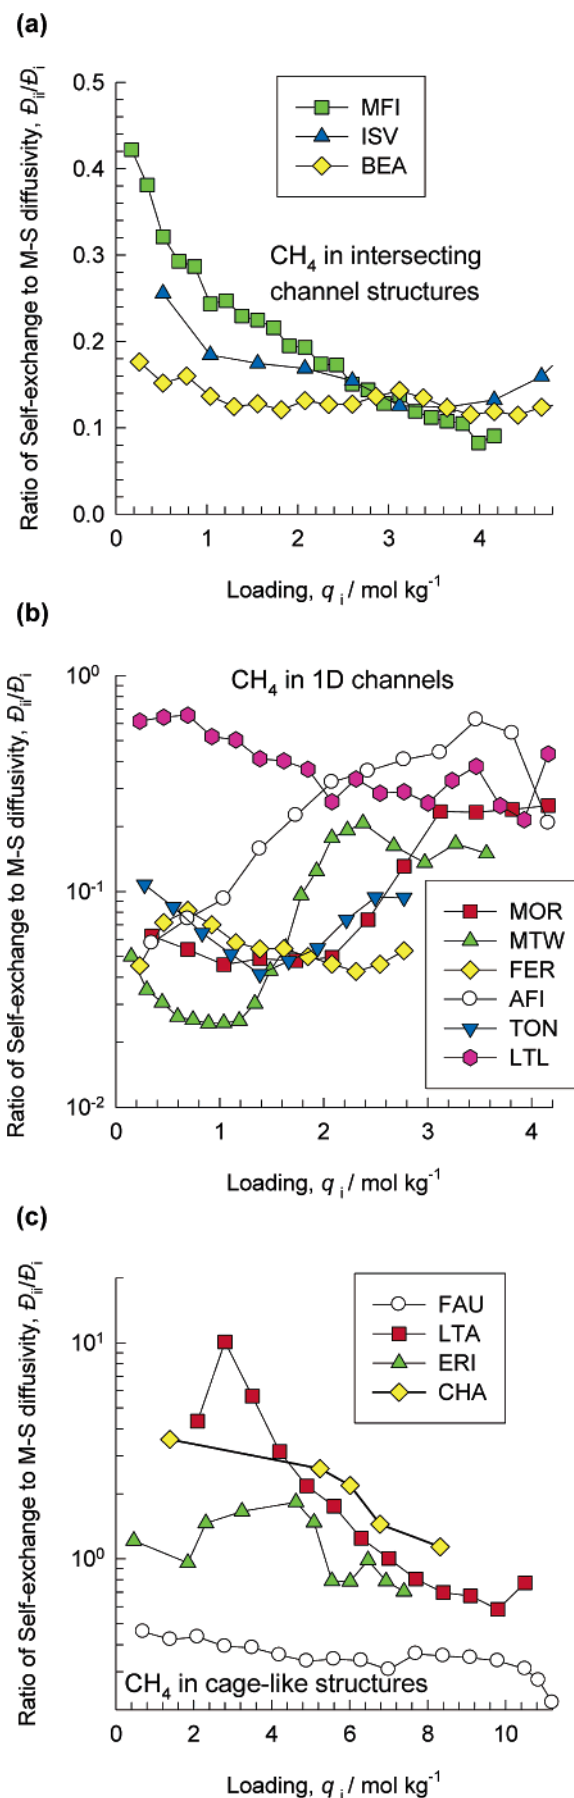 (a)
Ratio of Self-exchange to M-S diffusivity, Đii/Đi
0.5
0.4
0.3
0.2
0.1
0.0
MFI
ISV
BEA
CH4 in intersecting
channel structures
0 1 2 3 4
Loading, q i / mol kg-1
(b)
Ratio of Self-exchange to M-S diffusivity, Đii/Đi
10^0
10^-1
10^-2
CH4 in 1D channels
MOR
MTW
FER
AFI
TON
LTL
0 1 2 3 4
Loading, q i / mol kg-1
(c)
Ratio of Self-exchange to M-S diffusivity, Đii/Đi
10^1
10^0
FAU
LTA
ERI
CHA
CH4 in cage-like structures
0 2 4 6 8 10
Loading, q i / mol kg-1